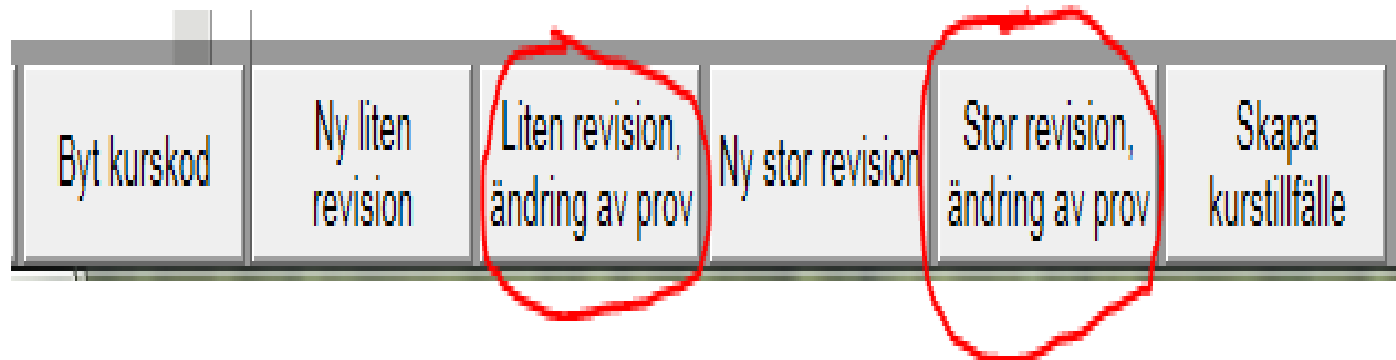 Byt kurskod
Ny liten
revision
Liten revision,
ändring av prov
Ny stor revision
Stor revision,
ändring av prov
Skapa
kurstillfälle